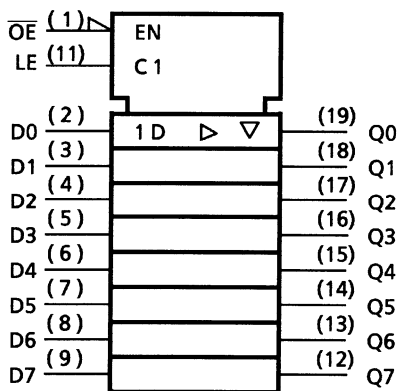 O̅E̅ (1) EN
LE (11) C1
D0 (2) 1D (19) Q0
D1 (3) (18) Q1
D2 (4) (17) Q2
D3 (5) (16) Q3
D4 (6) (15) Q4
D5 (7) (14) Q5
D6 (8) (13) Q6
D7 (9) (12) Q7